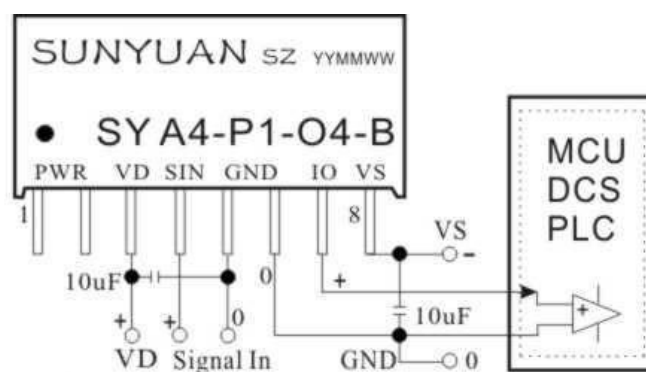 SUNYUAN SZ YYMMWW
SY A4-P1-O4-B
PWR VD SIN GND IO VS
1 8
MCU
DCS
PLC
VS
-
10uF 0 +
+
10uF
+ + 0
VD Signal In GND 0